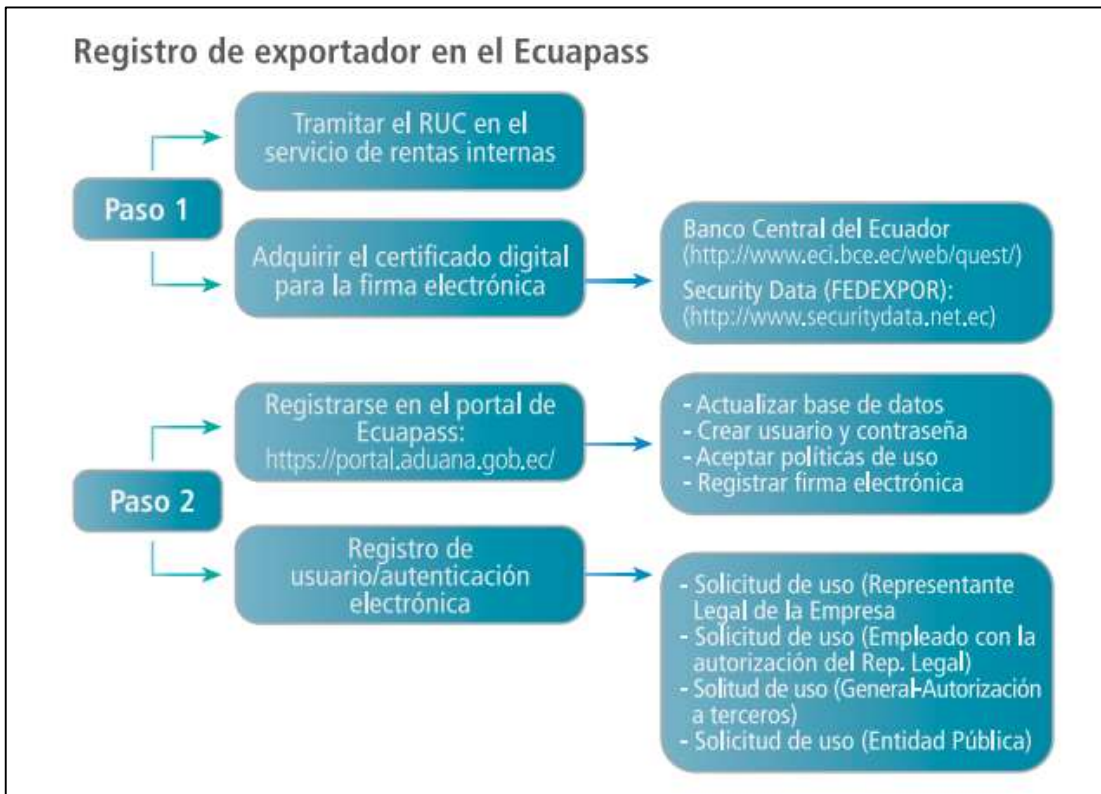 Registro de exportador en el Ecuapass
Tramitar el RUC en el
servicio de rentas internas
Paso 1
Adquirir el certificado digital
para la firma electrónica
Banco Central del Ecuador
(http://www.eci.bce.ec/web/quest/)
Security Data (FEDEXPOR):
(http://www.securitydata.net.ec)
Registrarse en el portal de
Ecuapass:
https://portal.aduana.gob.ec/
- Actualizar base de datos
- Crear usuario y contraseña
- Aceptar políticas de uso
- Registrar firma electrónica
Paso 2
Registro de
usuario/autenticación
electrónica
- Solicitud de uso (Representante
Legal de la Empresa
- Solicitud de uso (Empleado con la
autorización del Rep. Legal)
- Solitud de uso (General-Autorización
a terceros)
- Solicitud de uso (Entidad Pública)